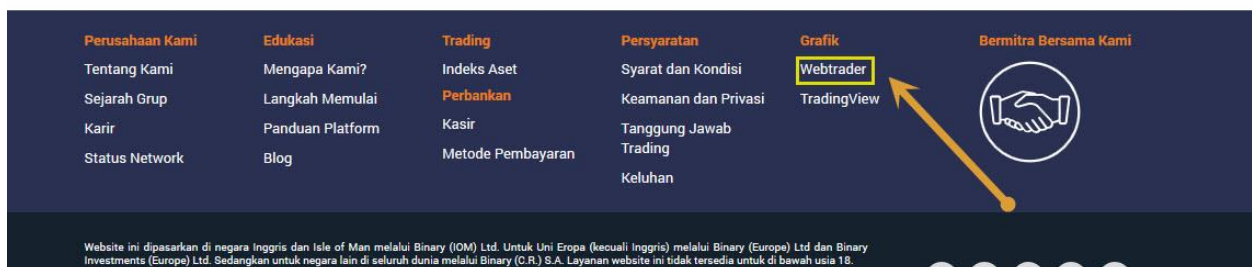 Perusahaan Kami
Tentang Kami
Sejarah Grup
Karir
Status Network
Edukasi
Mengapa Kami?
Langkah Memulai
Panduan Platform
Blog
Trading
Indeks Aset
Perbankan
Kasir
Metode Pembayaran
Persyaratan
Syarat dan Kondisi
Keamanan dan Privasi
Tanggung Jawab
Trading
Keluhan
Grafik
Webtrader
TradingView
Bermitra Bersama Kami
Website ini dipasarkan di negara Inggris dan Isle of Man melalui Binary (IOM) Ltd. Untuk Uni Eropa (kecuali Inggris) melalui Binary (Europe) Ltd dan Binary
Investments (Europe) Ltd. Sedangkan untuk negara lain di seluruh dunia melalui Binary (C.R.) S.A. Layanan website ini tidak tersedia untuk di bawah usia 18.